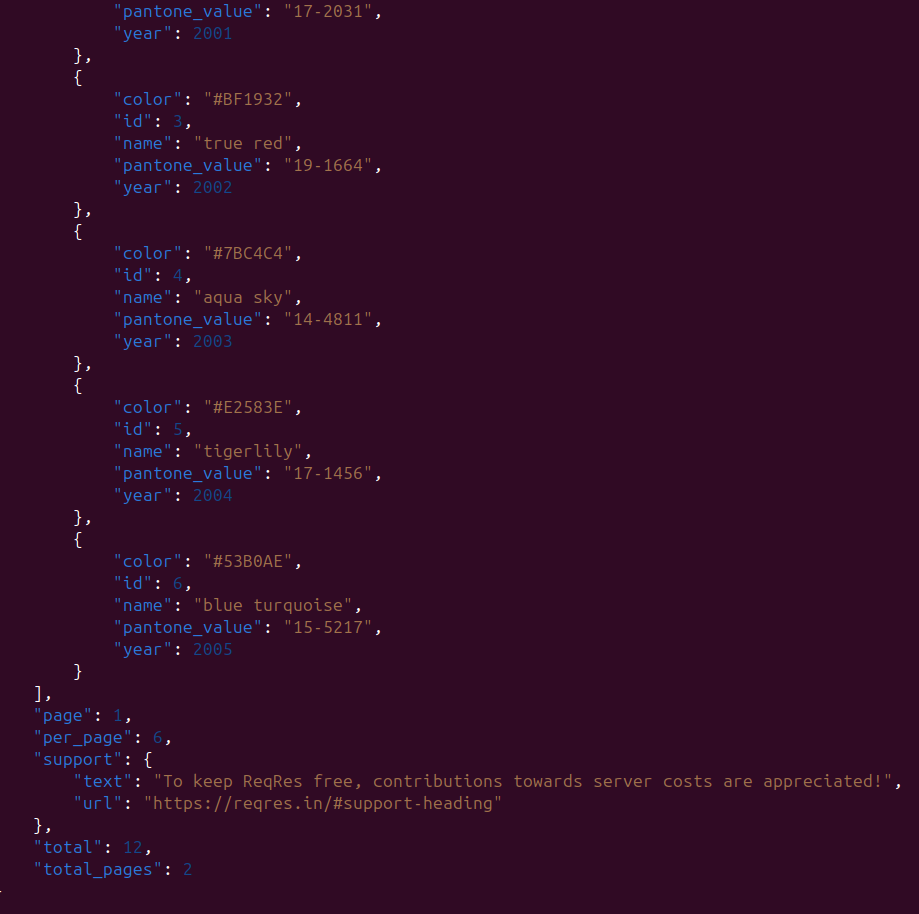 "pantone_value": "17-2031",
            "year": 2001
        },
        {
            "color": "#BF1932",
            "id": 3,
            "name": "true red",
            "pantone_value": "19-1664",
            "year": 2002
        },
        {
            "color": "#7BC4C4",
            "id": 4,
            "name": "aqua sky",
            "pantone_value": "14-4811",
            "year": 2003
        },
        {
            "color": "#E2583E",
            "id": 5,
            "name": "tigerlily",
            "pantone_value": "17-1456",
            "year": 2004
        },
        {
            "color": "#53B0AE",
            "id": 6,
            "name": "blue turquoise",
            "pantone_value": "15-5217",
            "year": 2005
        }
    ],
    "page": 1,
    "per_page": 6,
    "support": {
        "text": "To keep ReqRes free, contributions towards server costs are appreciated!",
        "url": "https://reqres.in/#support-heading"
    },
    "total": 12,
    "total_pages": 2